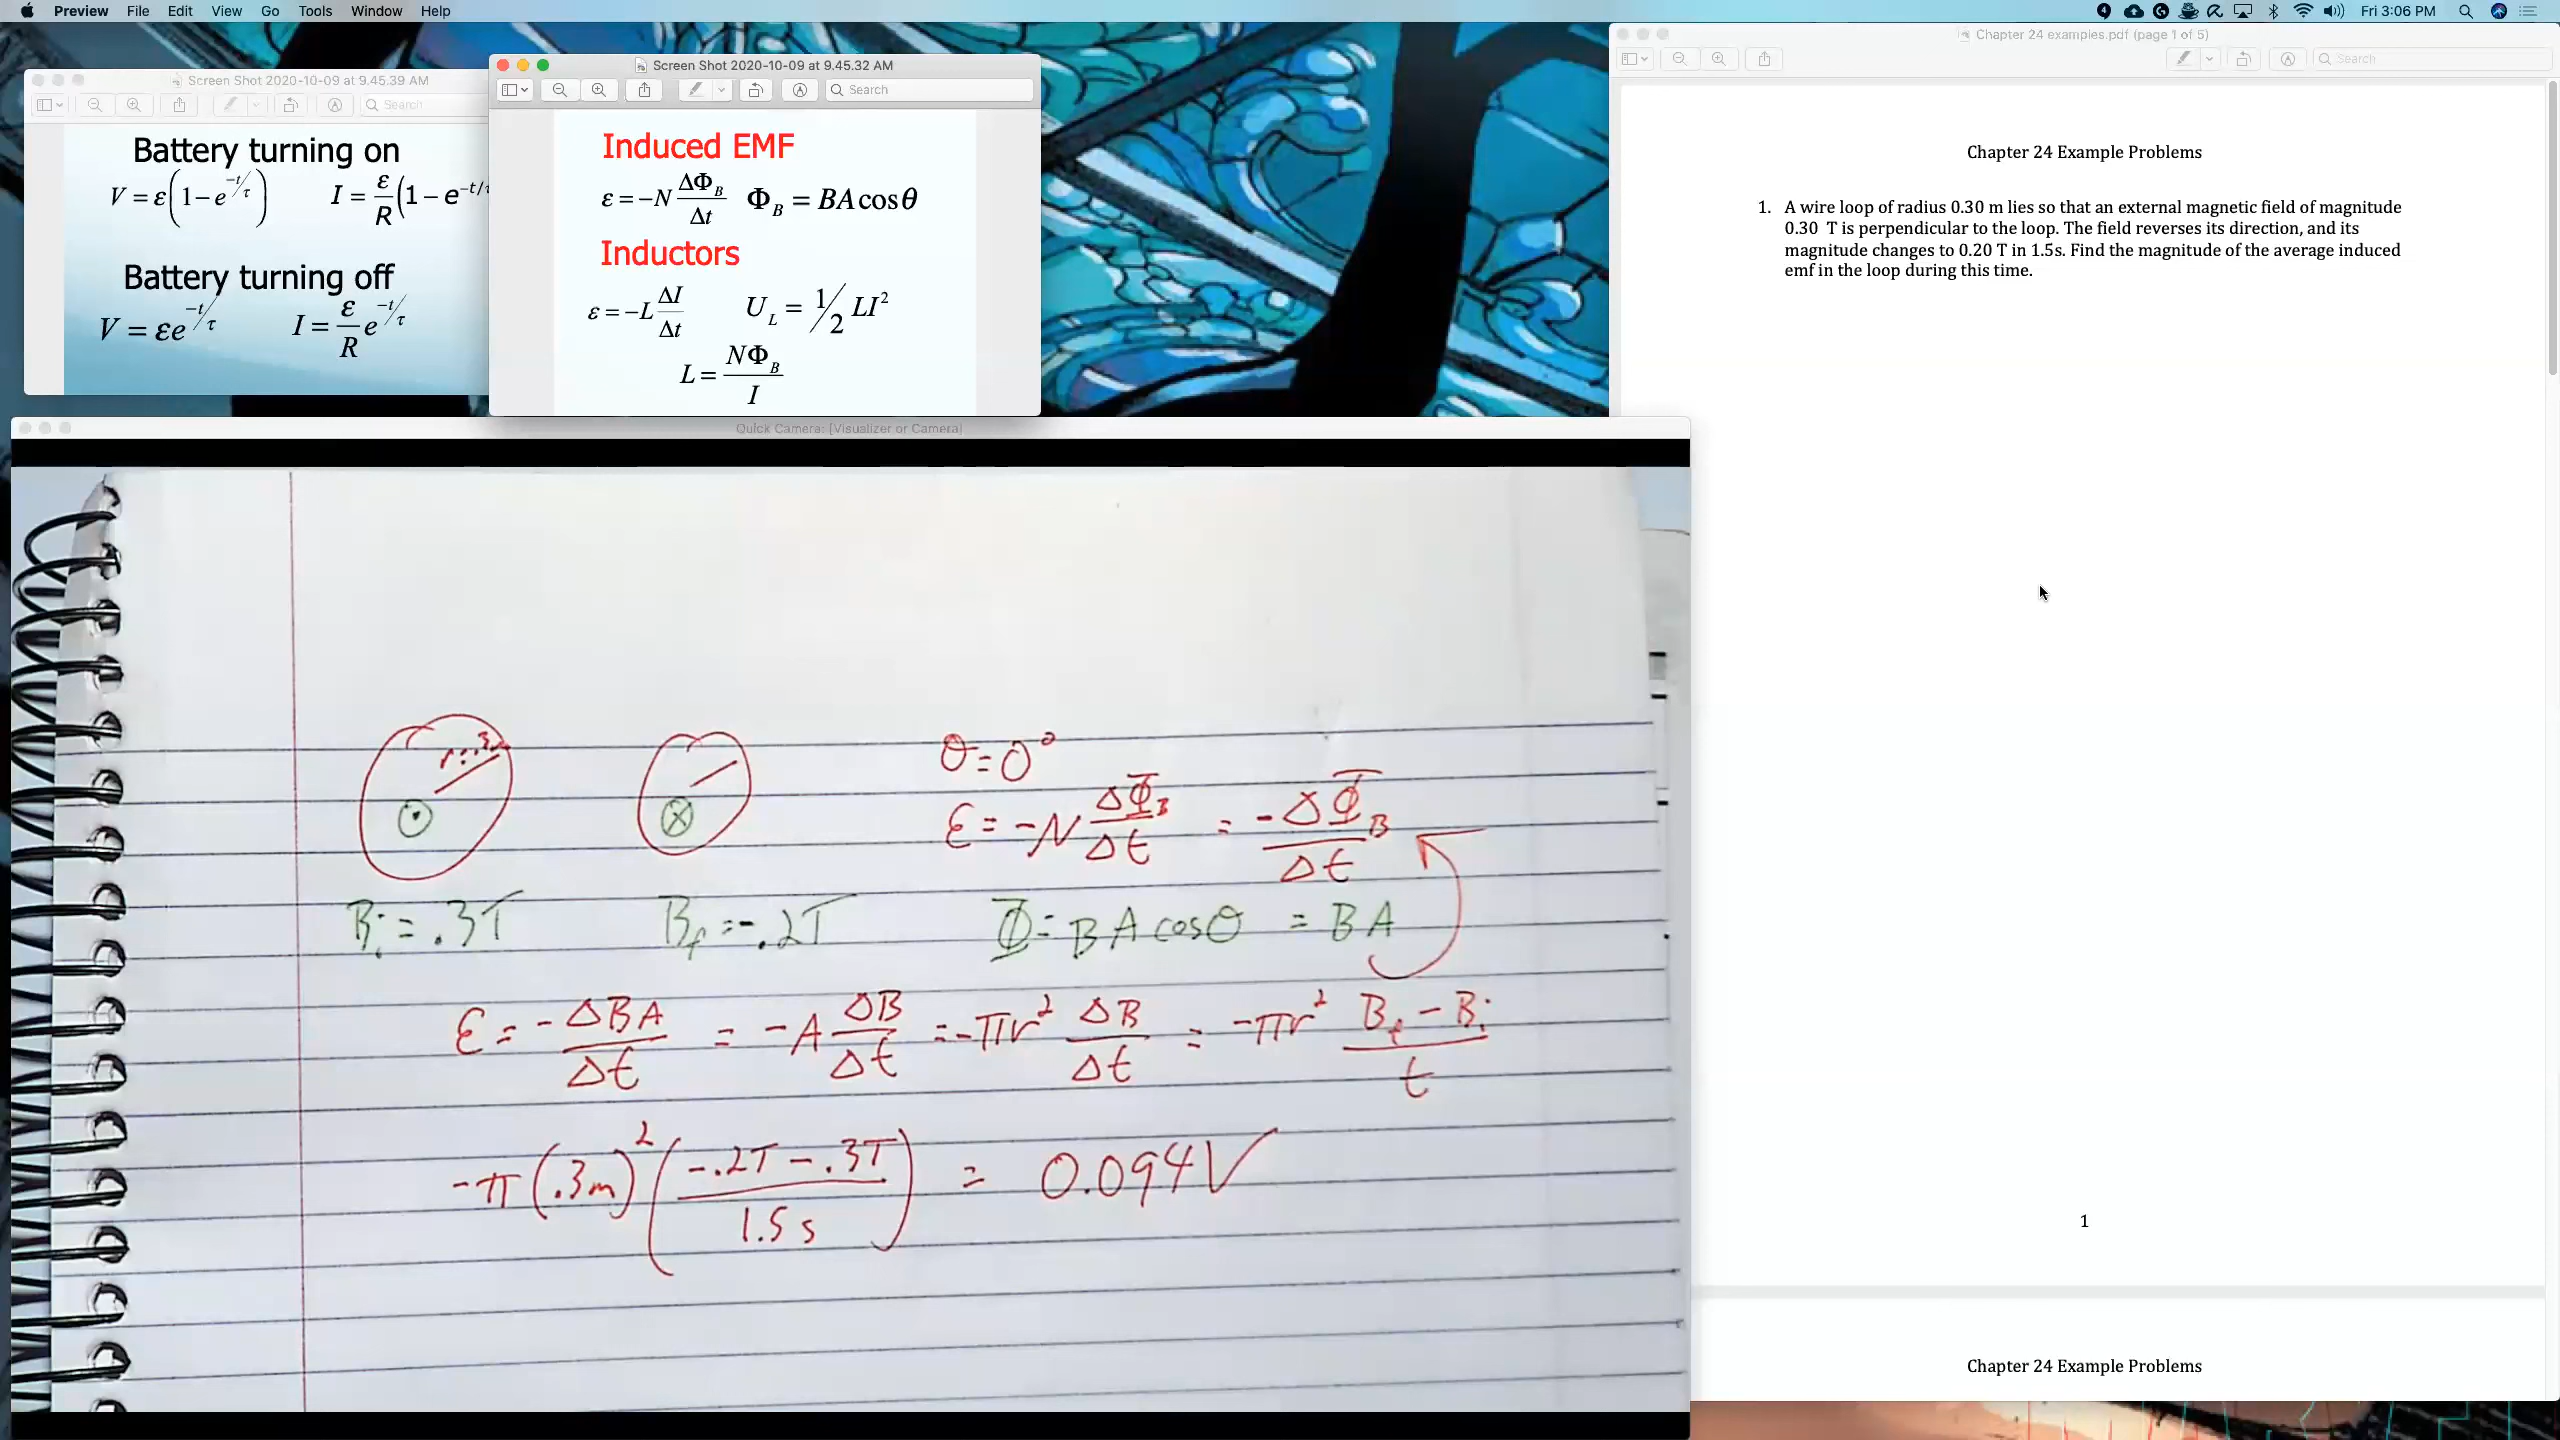 Preview File Edit View Go Tools Window Help
Fri 3:06 PM
Screen Shot 2020-10-09 at 9.45.39 AM
Search
Battery turning on
V = ε(1 − e^{−t/τ}) I = ε/R (1 − e^{−t/τ
Battery turning off
V = εe^{−t/τ} I = ε/R e^{−t/τ}
Screen Shot 2020-10-09 at 9.45.32 AM
Search
Induced EMF
ε = −N ΔΦ_B/Δt Φ_B = BA cos θ
Inductors
ε = −L ΔI/Δt U_L = 1/2 LI²
L = NΦ_B/I
Chapter 24 examples.pdf (page 1 of 5)
Search
Chapter 24 Example Problems
1. A wire loop of radius 0.30 m lies so that an external magnetic field of magnitude
0.30 T is perpendicular to the loop. The field reverses its direction, and its
magnitude changes to 0.20 T in 1.5s. Find the magnitude of the average induced
emf in the loop during this time.
1
Chapter 24 Example Problems
Quick Camera: [Visualizer or Camera]
θ = 0°
ε = −N ΔΦ_B/Δt = −ΔΦ_B/Δt
B_i = .3T B_f = −.2T Φ = BA cosθ = BA
ε = −ΔBA/Δt = −A ΔB/Δt = −πr² ΔB/Δt = −πr² (B_f − B_i)/t
−π(.3m)² (−.2T − .3T / 1.5 s) = 0.094V